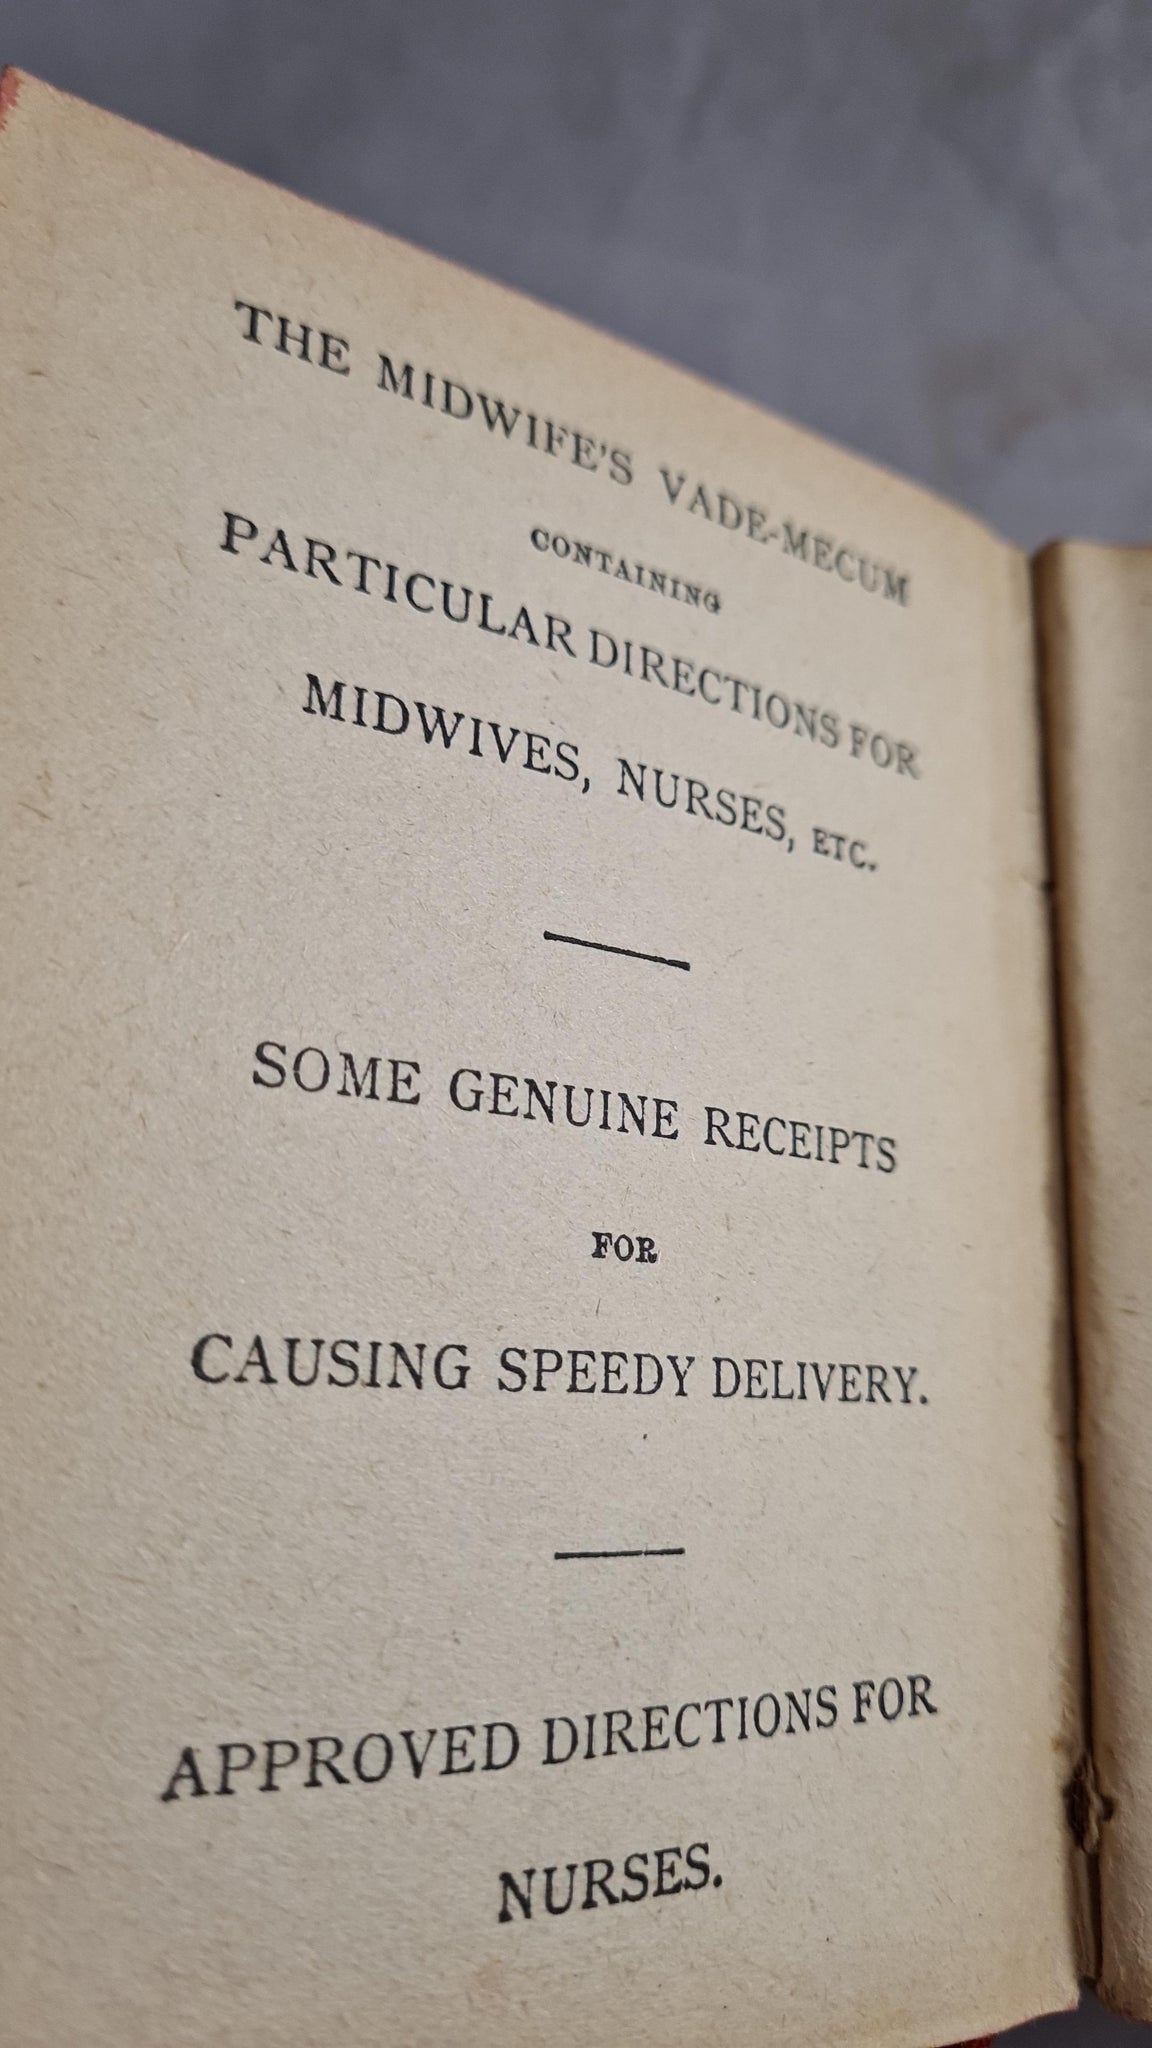 THE MIDWIFE'S VADE-MECUM
CONTAINING
PARTICULAR DIRECTIONS FOR
MIDWIVES, NURSES, ETC.
SOME GENUINE RECEIPTS
FOR
CAUSING SPEEDY DELIVERY.
APPROVED DIRECTIONS FOR
NURSES.